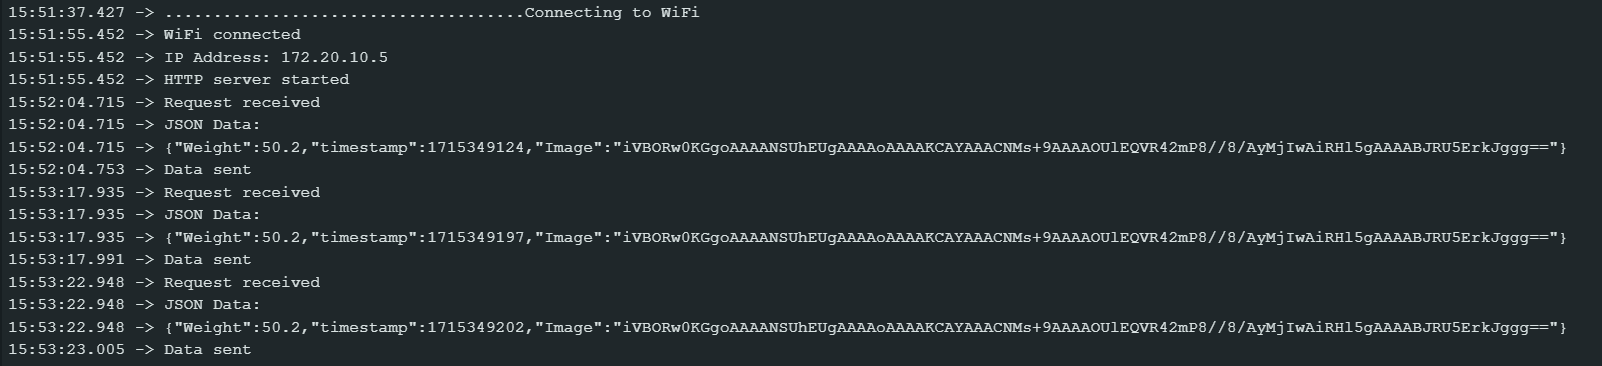 15:51:37.427 -> .....................................Connecting to WiFi
15:51:55.452 -> WiFi connected
15:51:55.452 -> IP Address: 172.20.10.5
15:51:55.452 -> HTTP server started
15:52:04.715 -> Request received
15:52:04.715 -> JSON Data:
15:52:04.715 -> {"Weight":50.2,"timestamp":1715349124,"Image":"iVBORw0KGgoAAAANSUhEUgAAAAoAAAAKCAYAAACNMs+9AAAAOUlEQVR42mP8//8/AyMjIwAiRHl5gAAAABJRU5ErkJggg=="}
15:52:04.753 -> Data sent
15:53:17.935 -> Request received
15:53:17.935 -> JSON Data:
15:53:17.935 -> {"Weight":50.2,"timestamp":1715349197,"Image":"iVBORw0KGgoAAAANSUhEUgAAAAoAAAAKCAYAAACNMs+9AAAAOUlEQVR42mP8//8/AyMjIwAiRHl5gAAAABJRU5ErkJggg=="}
15:53:17.991 -> Data sent
15:53:22.948 -> Request received
15:53:22.948 -> JSON Data:
15:53:22.948 -> {"Weight":50.2,"timestamp":1715349202,"Image":"iVBORw0KGgoAAAANSUhEUgAAAAoAAAAKCAYAAACNMs+9AAAAOUlEQVR42mP8//8/AyMjIwAiRHl5gAAAABJRU5ErkJggg=="}
15:53:23.005 -> Data sent